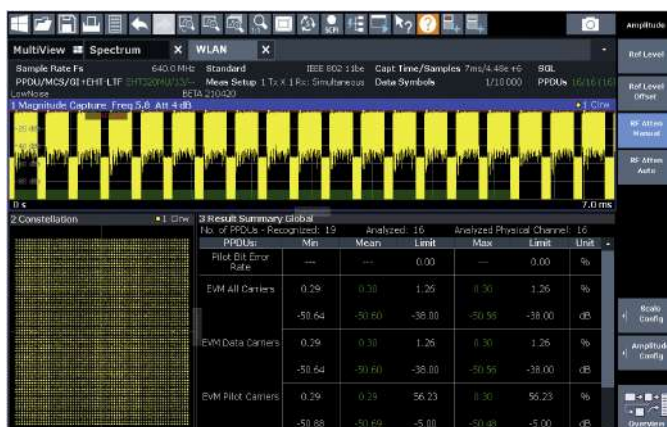 SCPI
Amplitude
MultiView Spectrum X WLAN X
Sample Rate Fs 640.0 MHz Standard IEEE 802.11be Capt Time/Samples 7ms/4.48e+6 SGL
PPDU/MCS/GI+EHT-LTF Meas Setup 1 Tx X 1 Rx: Simultaneous Data Symbols 1/10 000 PPDUs 16/16 (16)
LowNoise BETA 210420
1 Magnitude Capture Freq 5.8 Att 4 dB 1 Clrw
0 s 7.0 ms
2 Constellation 1 Clrw
3 Result Summary Global
No. of PPDUs - Recognized: 19 Analyzed: 16 Analyzed Physical Channel: 16
PPDUs: Min Mean Limit Max Limit Unit
Pilot Bit Error Rate --- --- 0.00 --- 0.00 %
EVM All Carriers 0.29 0.30 1.26 0.30 1.26 %
-50.64 -50.60 -38.00 -50.56 -38.00 dB
EVM Data Carriers 0.29 0.30 1.26 0.30 1.26 %
-50.64 -50.60 -38.00 -50.56 -38.00 dB
EVM Pilot Carriers 0.29 0.29 56.23 0.30 56.23 %
-50.88 -50.69 -5.00 -50.48 -5.00 dB
Ref Level
Ref Level
Offset
RF Atten
Manual
RF Atten
Auto
Scale
Config
Amplitude
Config
Overview